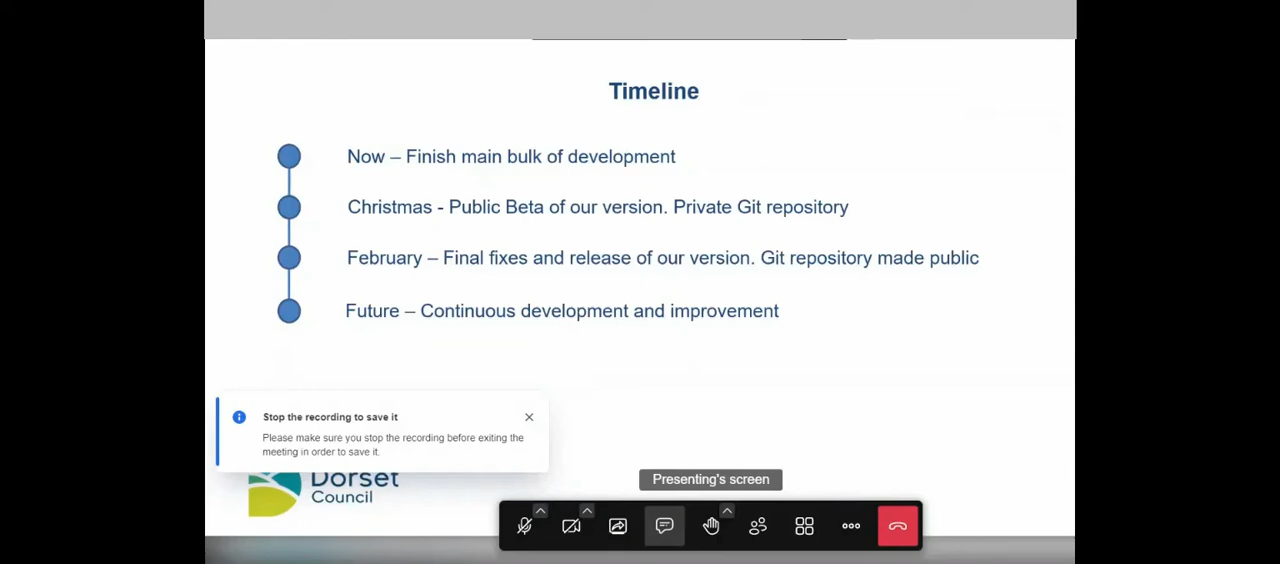 Timeline
Now – Finish main bulk of development
Christmas - Public Beta of our version. Private Git repository
February – Final fixes and release of our version. Git repository made public
Future – Continuous development and improvement
Stop the recording to save it
Please make sure you stop the recording before exiting the
meeting in order to save it.
Dorset
Council
Presenting's screen